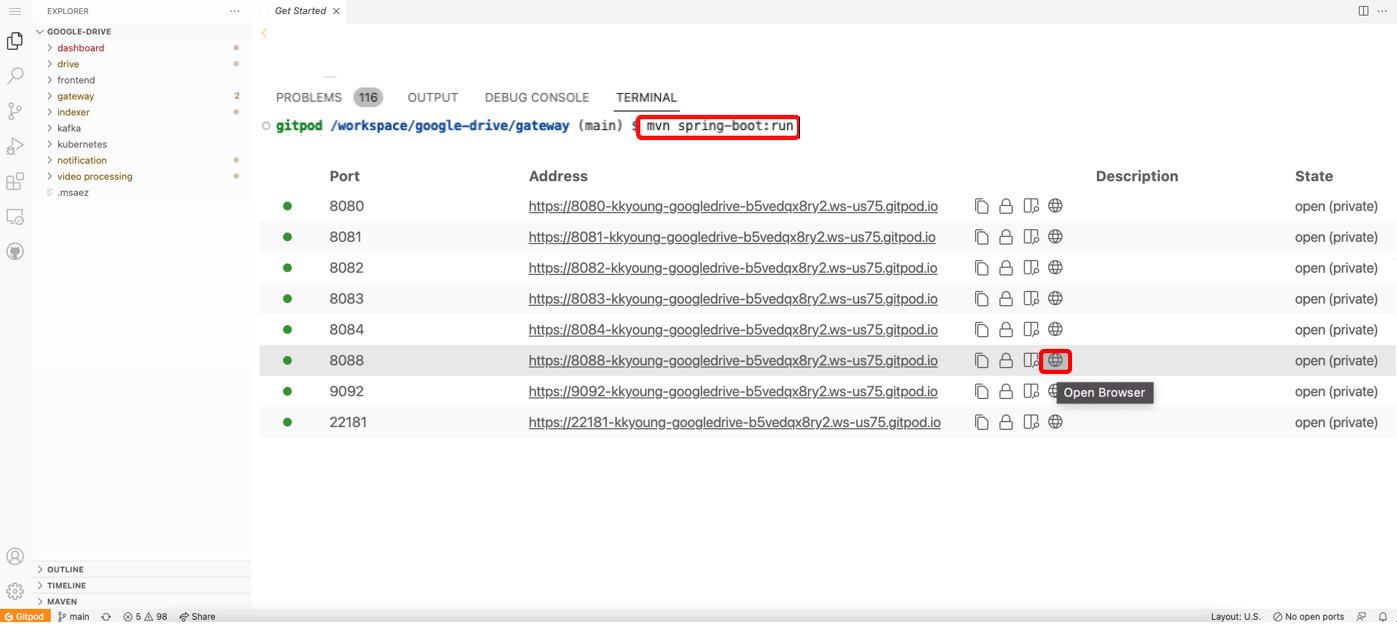 EXPLORER
Get Started
GOOGLE-DRIVE
dashboard
drive
frontend
gateway 2
indexer
kafka
kubernetes
notification
video processing
.msaez
PROBLEMS 116 OUTPUT DEBUG CONSOLE TERMINAL
gitpod /workspace/google-drive/gateway (main) $ mvn spring-boot:run
Port Address Description State
8080 https://8080-kkyoung-googledrive-b5vedqx8ry2.ws-us75.gitpod.io open (private)
8081 https://8081-kkyoung-googledrive-b5vedqx8ry2.ws-us75.gitpod.io open (private)
8082 https://8082-kkyoung-googledrive-b5vedqx8ry2.ws-us75.gitpod.io open (private)
8083 https://8083-kkyoung-googledrive-b5vedqx8ry2.ws-us75.gitpod.io open (private)
8084 https://8084-kkyoung-googledrive-b5vedqx8ry2.ws-us75.gitpod.io open (private)
8088 https://8088-kkyoung-googledrive-b5vedqx8ry2.ws-us75.gitpod.io open (private)
9092 https://9092-kkyoung-googledrive-b5vedqx8ry2.ws-us75.gitpod.io open (private)
Open Browser
22181 https://22181-kkyoung-googledrive-b5vedqx8ry2.ws-us75.gitpod.io open (private)
OUTLINE
TIMELINE
MAVEN
Gitpod main 5 98 Share Layout: U.S. No open ports